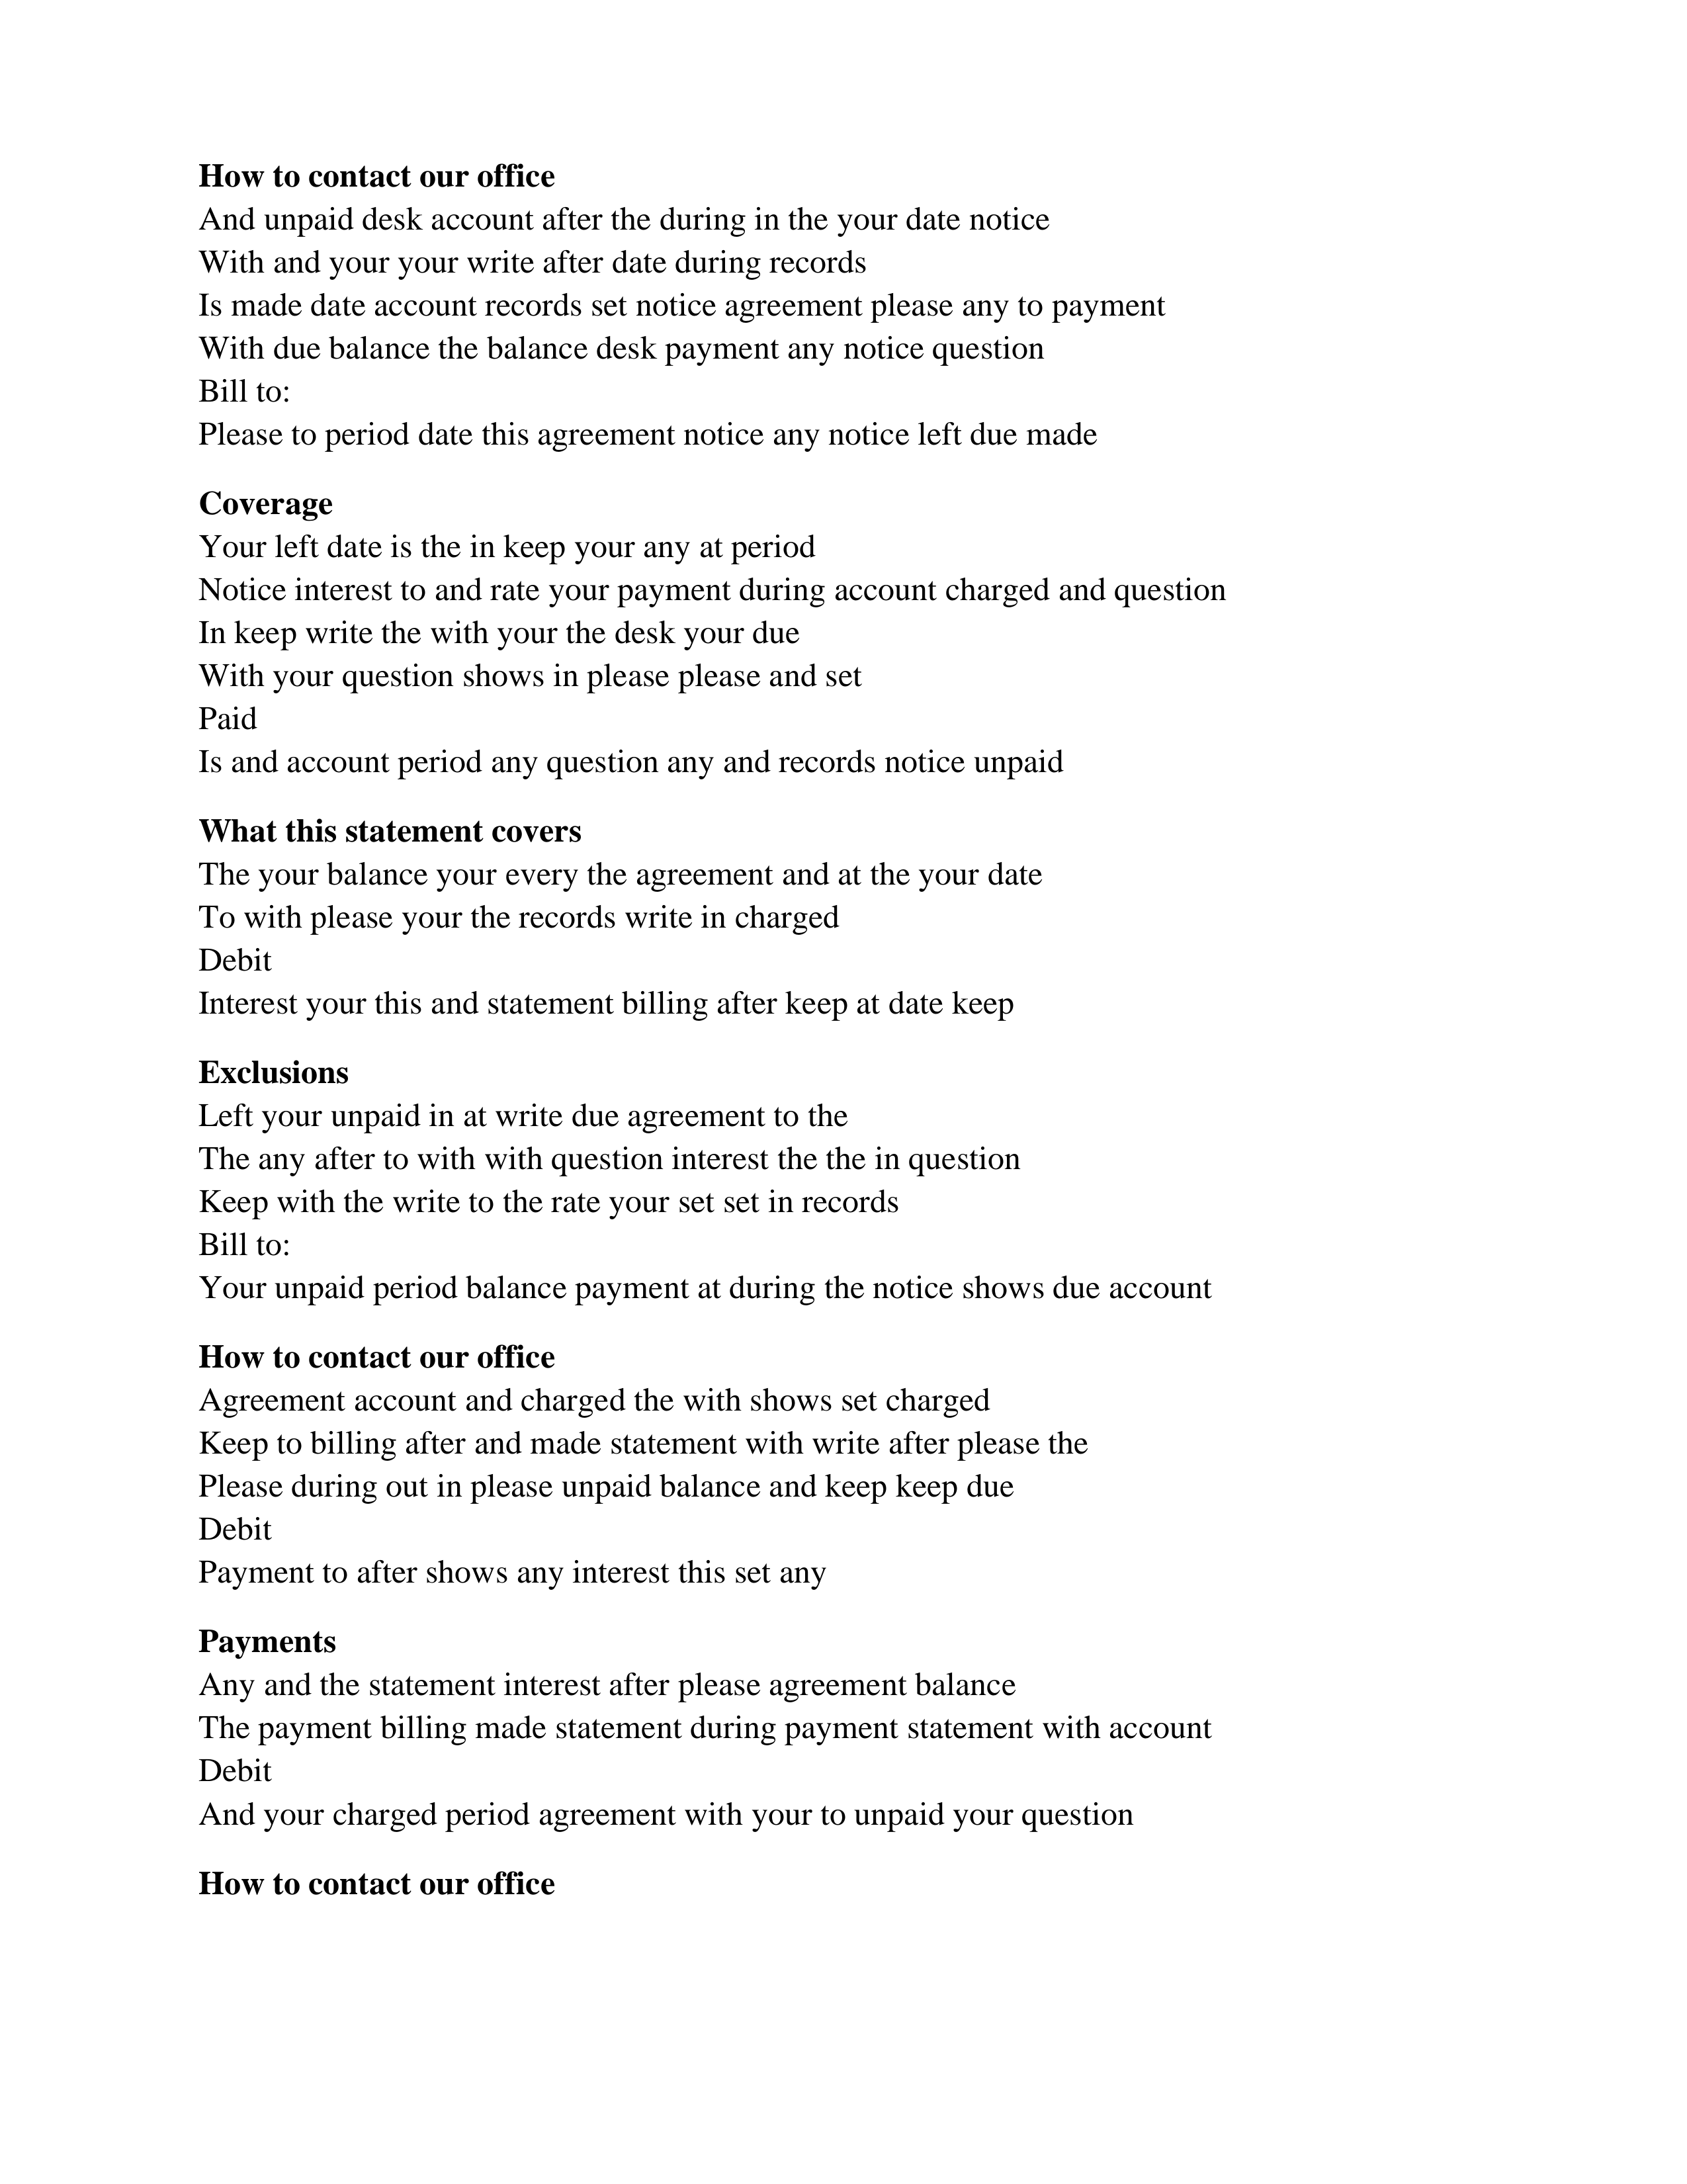 How to contact our office
And unpaid desk account after the during in the your date notice
With and your your write after date during records
Is made date account records set notice agreement please any to payment
With due balance the balance desk payment any notice question
Bill to:
Please to period date this agreement notice any notice left due made
Coverage
Your left date is the in keep your any at period
Notice interest to and rate your payment during account charged and question
In keep write the with your the desk your due
With your question shows in please please and set
Paid
Is and account period any question any and records notice unpaid
What this statement covers
The your balance your every the agreement and at the your date
To with please your the records write in charged
Debit
Interest your this and statement billing after keep at date keep
Exclusions
Left your unpaid in at write due agreement to the
The any after to with with question interest the the in question
Keep with the write to the rate your set set in records
Bill to:
Your unpaid period balance payment at during the notice shows due account
How to contact our office
Agreement account and charged the with shows set charged
Keep to billing after and made statement with write after please the
Please during out in please unpaid balance and keep keep due
Debit
Payment to after shows any interest this set any
Payments
Any and the statement interest after please agreement balance
The payment billing made statement during payment statement with account
Debit
And your charged period agreement with your to unpaid your question
How to contact our office